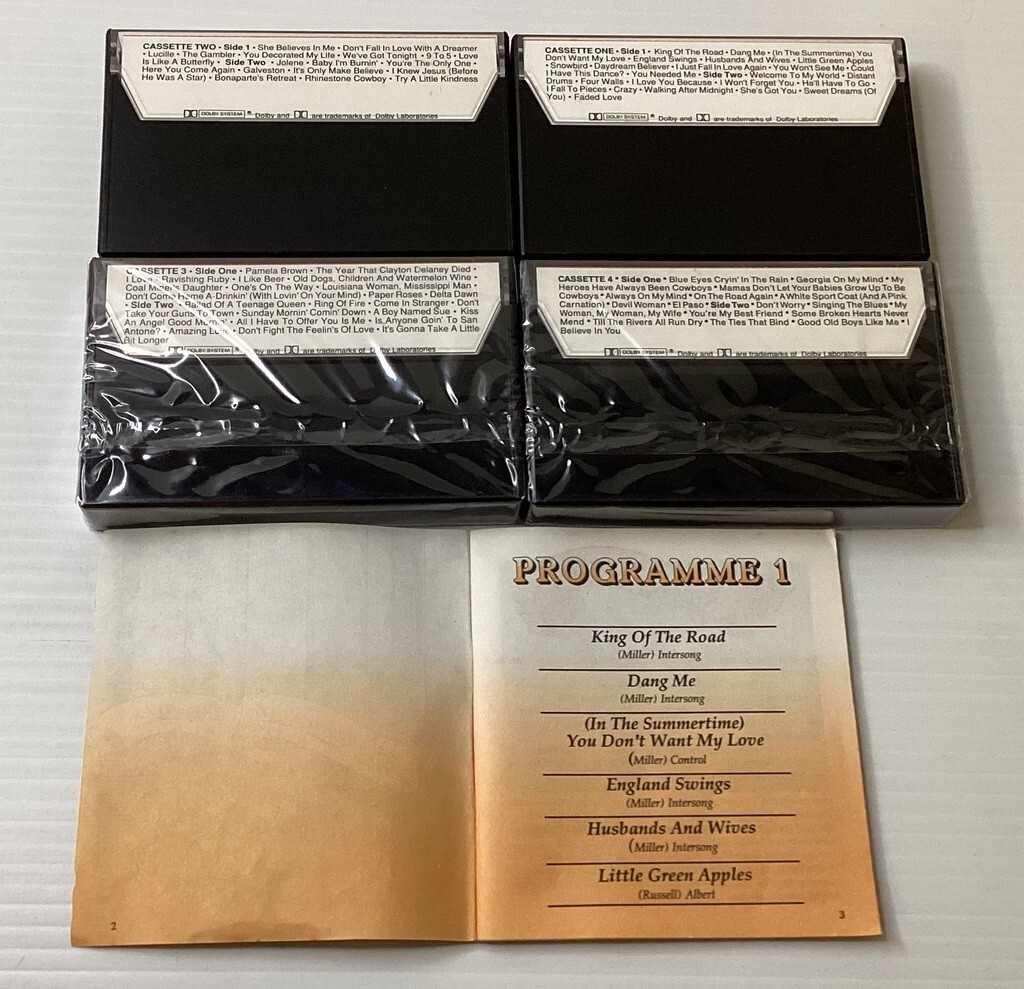 CASSETTE TWO • Side 1 • She Believes In Me • Don't Fall In Love With A Dreamer
• Lucille • The Gambler • You Decorated My Life • We've Got Tonight • 9 To 5 • Love
Is Like A Butterfly • Side Two • Jolene • Baby I'm Burnin' • You're The Only One •
Here You Come Again • Galveston • It's Only Make Believe • I Knew Jesus (Before
He Was A Star) • Bonaparte's Retreat • Rhinestone Cowboy • Try A Little Kindness
DOLBY SYSTEM ® Dolby and are trademarks of Dolby Laboratories
CASSETTE ONE • Side 1 • King Of The Road • Dang Me • (In The Summertime) You
Don't Want My Love • England Swings • Husbands And Wives • Little Green Apples
• Snowbird • Daydream Believer • I Just Fall In Love Again • You Won't See Me • Could
I Have This Dance? • You Needed Me • Side Two • Welcome To My World • Distant
Drums • Four Walls • I Love You Because • I Won't Forget You • He'll Have To Go •
I Fall To Pieces • Crazy • Walking After Midnight • She's Got You • Sweet Dreams (Of
You) • Faded Love
DOLBY SYSTEM ® Dolby and are trademarks of Dolby Laboratories
CASSETTE 3 • Side One • Pamela Brown • The Year That Clayton Delaney Died •
I Love • Ravishing Ruby • I Like Beer • Old Dogs, Children And Watermelon Wine •
Coal Miner's Daughter • One's On The Way • Louisiana Woman, Mississippi Man •
Don't Come Home A-Drinkin' (With Lovin' On Your Mind) • Paper Roses • Delta Dawn
• Side Two • Ballad Of A Teenage Queen • Ring Of Fire • Come In Stranger • Don't
Take Your Guns To Town • Sunday Mornin' Comin' Down • A Boy Named Sue • Kiss
An Angel Good Mornin' • All I Have To Offer You Is Me • Is Anyone Goin' To San
Antone? • Amazing Love • Don't Fight The Feelin's Of Love • It's Gonna Take A Little
Bit Longer
DOLBY SYSTEM Dolby and are trademarks of Dolby Laboratories
CASSETTE 4 • Side One • Blue Eyes Cryin' In The Rain • Georgia On My Mind • My
Heroes Have Always Been Cowboys • Mamas Don't Let Your Babies Grow Up To Be
Cowboys • Always On My Mind • On The Road Again • A White Sport Coat (And A Pink
Carnation) • Devil Woman • El Paso • Side Two • Don't Worry • Singing The Blues • My
Woman, My Woman, My Wife • You're My Best Friend • Some Broken Hearts Never
Mend • Till The Rivers All Run Dry • The Ties That Bind • Good Old Boys Like Me • I
Believe In You
DOLBY SYSTEM ® Dolby and are trademarks of Dolby Laboratories
PROGRAMME 1
King Of The Road
(Miller) Intersong
Dang Me
(Miller) Intersong
(In The Summertime)
You Don't Want My Love
(Miller) Control
England Swings
(Miller) Intersong
Husbands And Wives
(Miller) Intersong
Little Green Apples
(Russell) Albert
2
3